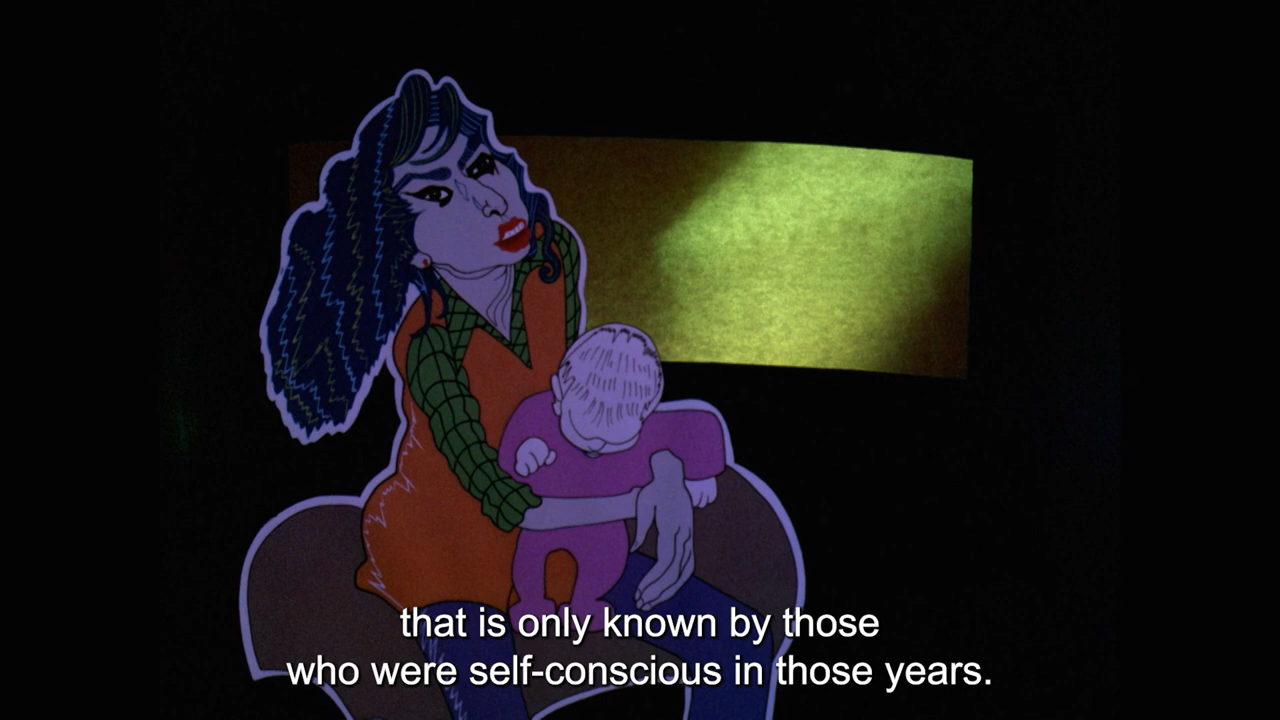 that is only known by those
who were self-conscious in those years.